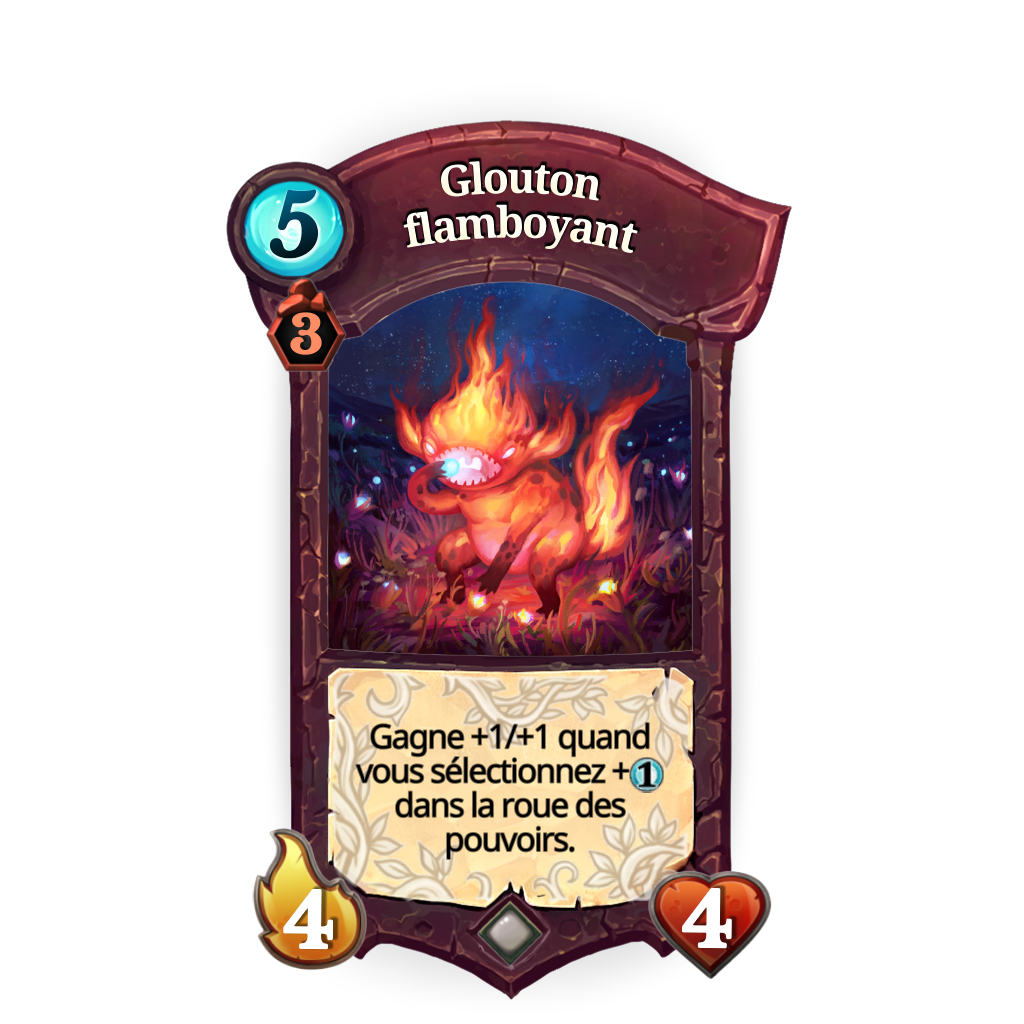 Glouton
flamboyant
5
3
Gagne +1/+1 quand
vous sélectionnez +1
dans la roue des
pouvoirs.
4
4